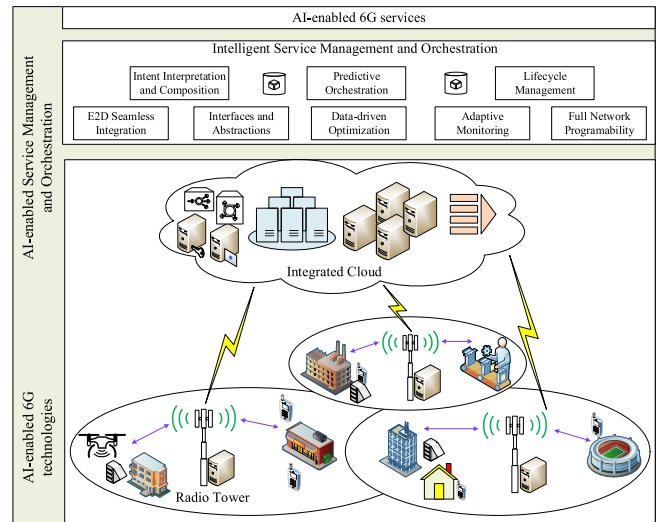 AI-enabled 6G services
Intelligent Service Management and Orchestration
Intent Interpretation
and Composition
Predictive
Orchestration
Lifecycle
Management
E2D Seamless
Integration
Interfaces and
Abstractions
Data-driven
Optimization
Adaptive
Monitoring
Full Network
Programability
AI-enabled Service Management
and Orchestration
Integrated Cloud
AI-enabled 6G
technologies
Radio Tower